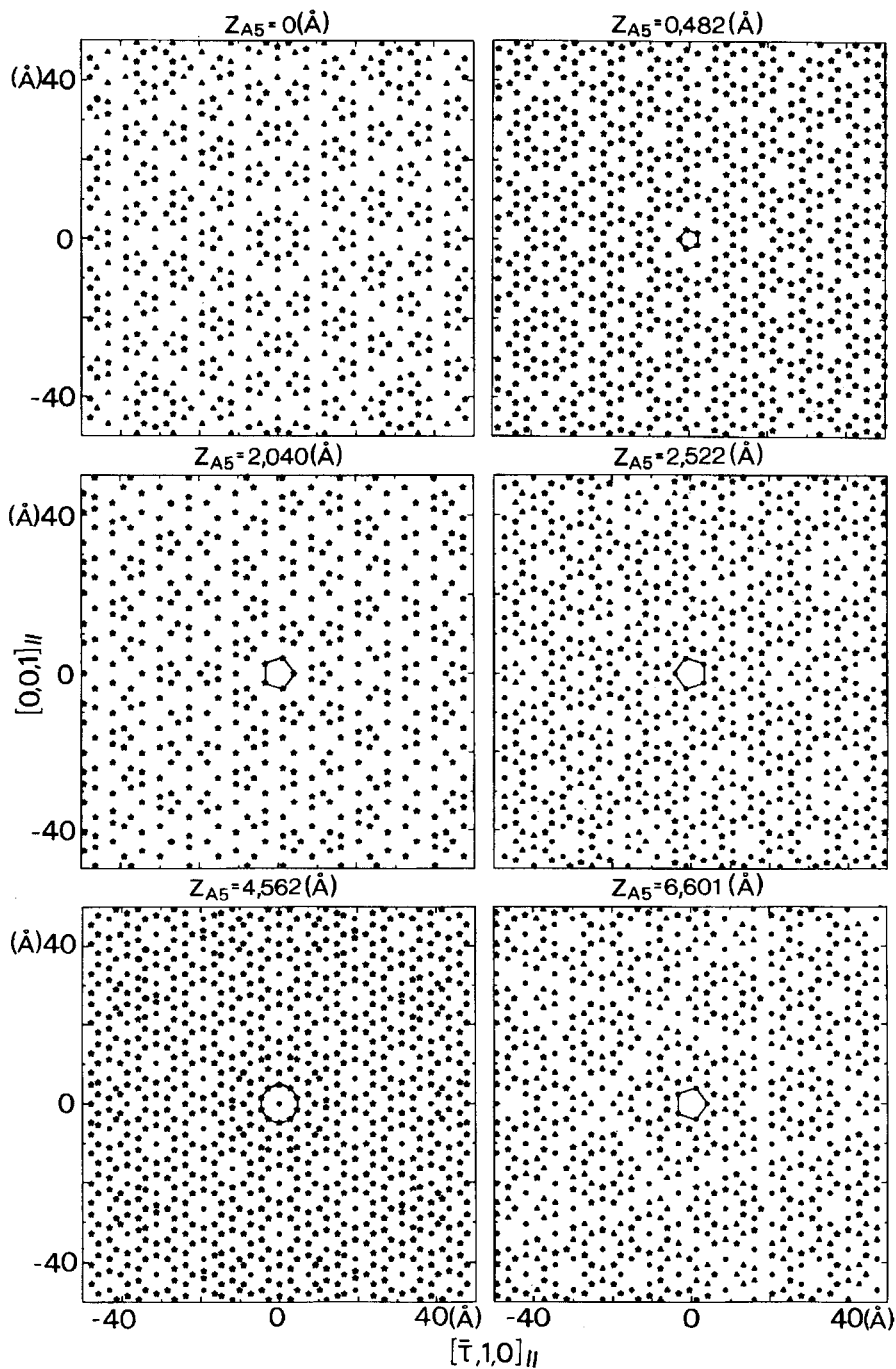 Z_A5=0(Å)
Z_A5=0,482(Å)
(Å)40
0
-40
Z_A5=2,040(Å)
Z_A5=2,522(Å)
(Å)40
0
-40
[0,0,1]//
Z_A5=4,562(Å)
Z_A5=6,601(Å)
(Å)40
0
-40
-40 0 40(Å)
-40 0 40(Å)
[τ̄,1,0]//